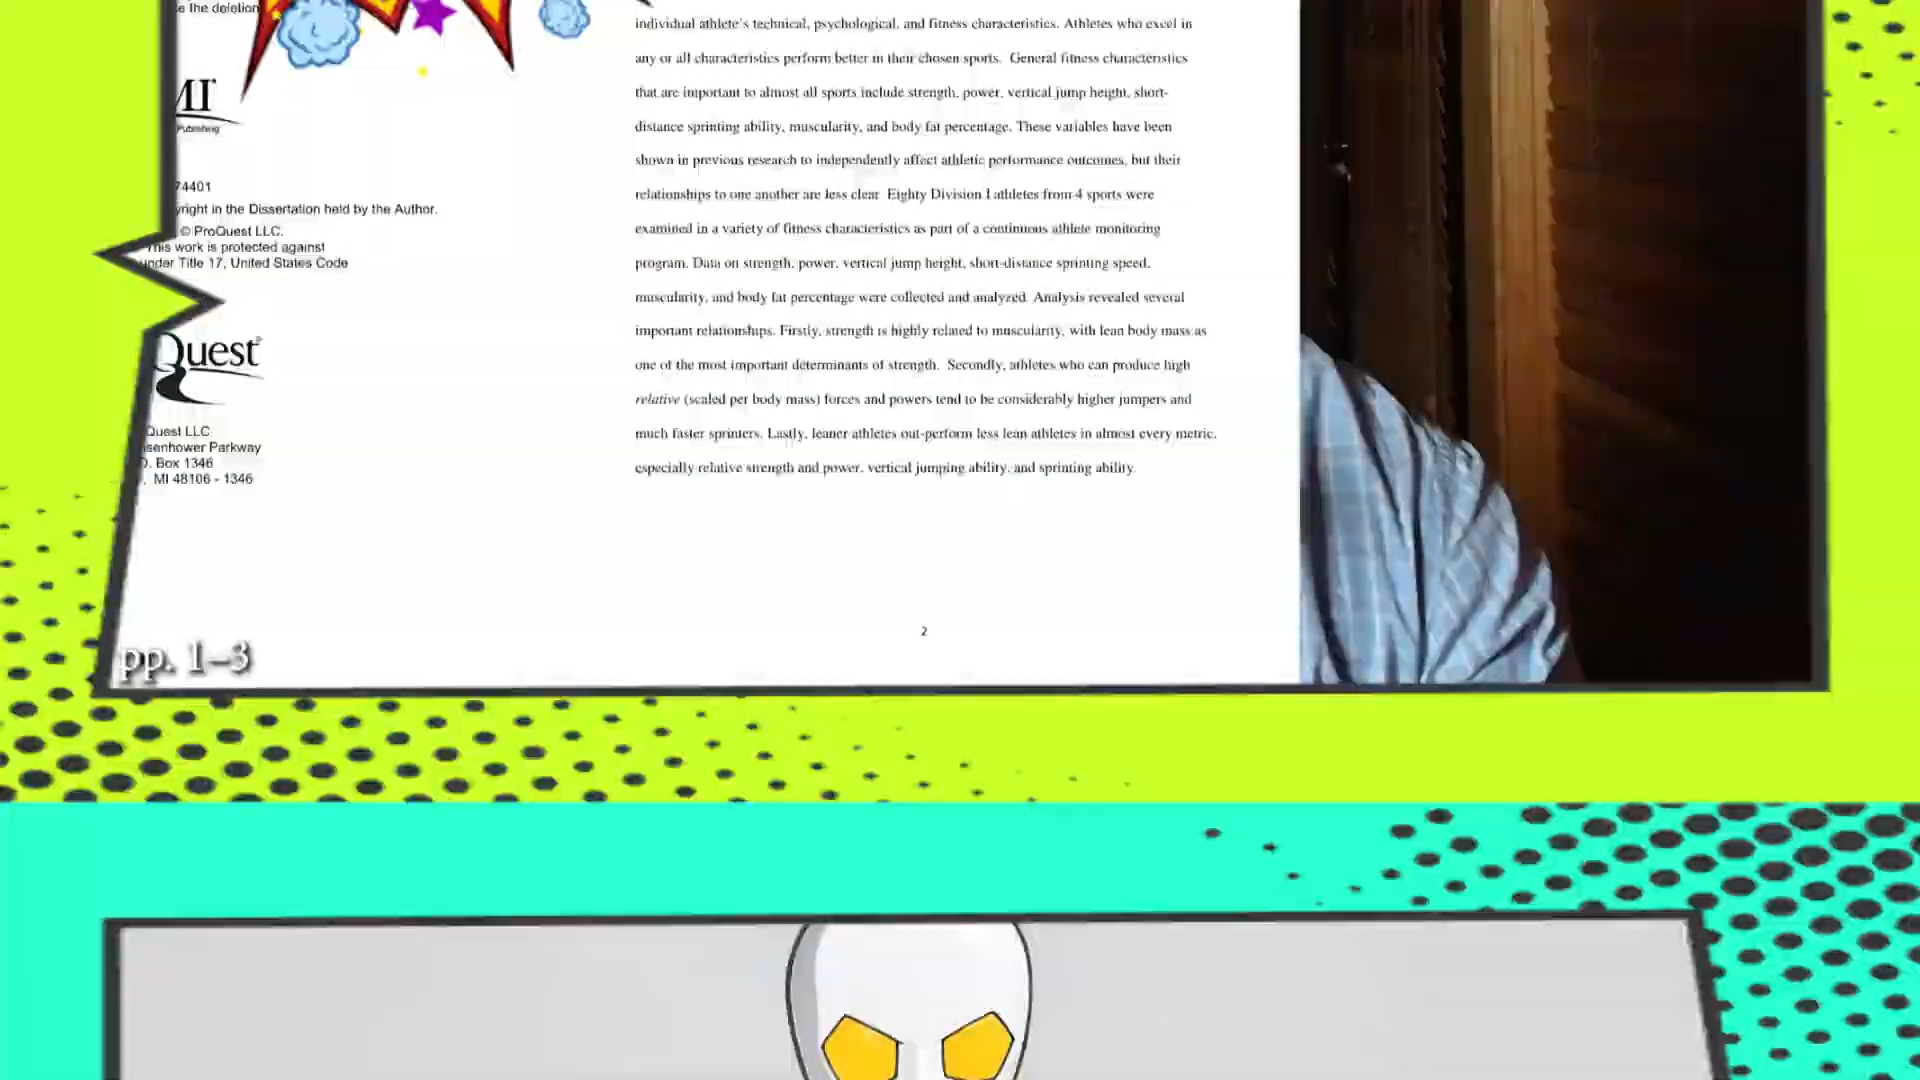 e the deletion
MI
Publishing
74401
yright in the Dissertation held by the Author.
© ProQuest LLC.
This work is protected against
under Title 17, United States Code
Quest
Quest LLC
isenhower Parkway
O. Box 1346
MI 48106 - 1346
pp. 1–3
individual athlete's technical, psychological, and fitness characteristics. Athletes who excel in
any or all characteristics perform better in their chosen sports. General fitness characteristics
that are important to almost all sports include strength, power, vertical jump height, short-
distance sprinting ability, muscularity, and body fat percentage. These variables have been
shown in previous research to independently affect athletic performance outcomes, but their
relationships to one another are less clear. Eighty Division I athletes from 4 sports were
examined in a variety of fitness characteristics as part of a continuous athlete monitoring
program. Data on strength, power, vertical jump height, short-distance sprinting speed,
muscularity, and body fat percentage were collected and analyzed. Analysis revealed several
important relationships. Firstly, strength is highly related to muscularity, with lean body mass as
one of the most important determinants of strength. Secondly, athletes who can produce high
relative (scaled per body mass) forces and powers tend to be considerably higher jumpers and
much faster sprinters. Lastly, leaner athletes out-perform less lean athletes in almost every metric,
especially relative strength and power, vertical jumping ability, and sprinting ability.
2